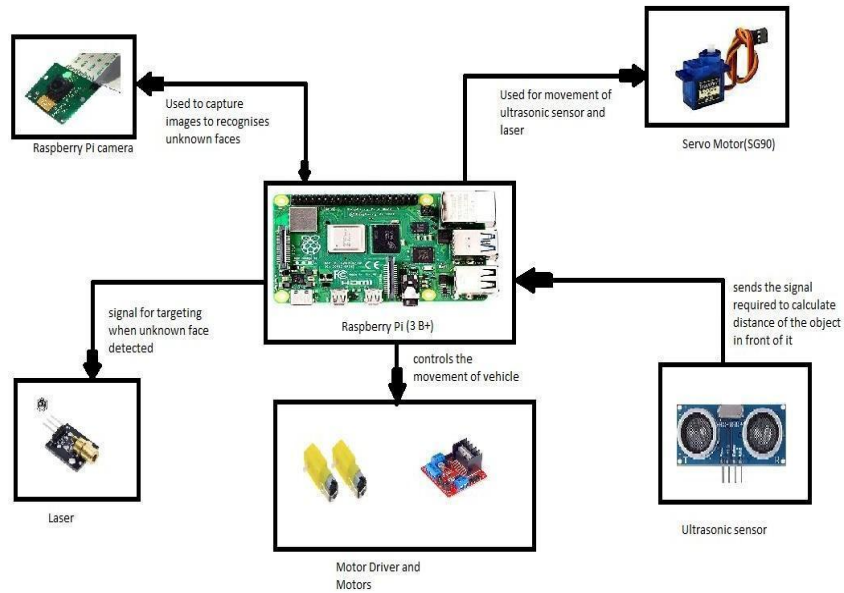 Used to capture
images to recognises
unknown faces
Raspberry Pi camera
Used for movement of
ultrasonic sensor and
laser
Servo Motor(SG90)
Raspberry Pi (3 B+)
signal for targeting
when unknown face
detected
Laser
controls the
movement of vehicle
Motor Driver and
Motors
sends the signal
required to calculate
distance of the object
in front of it
Ultrasonic sensor
HDMI